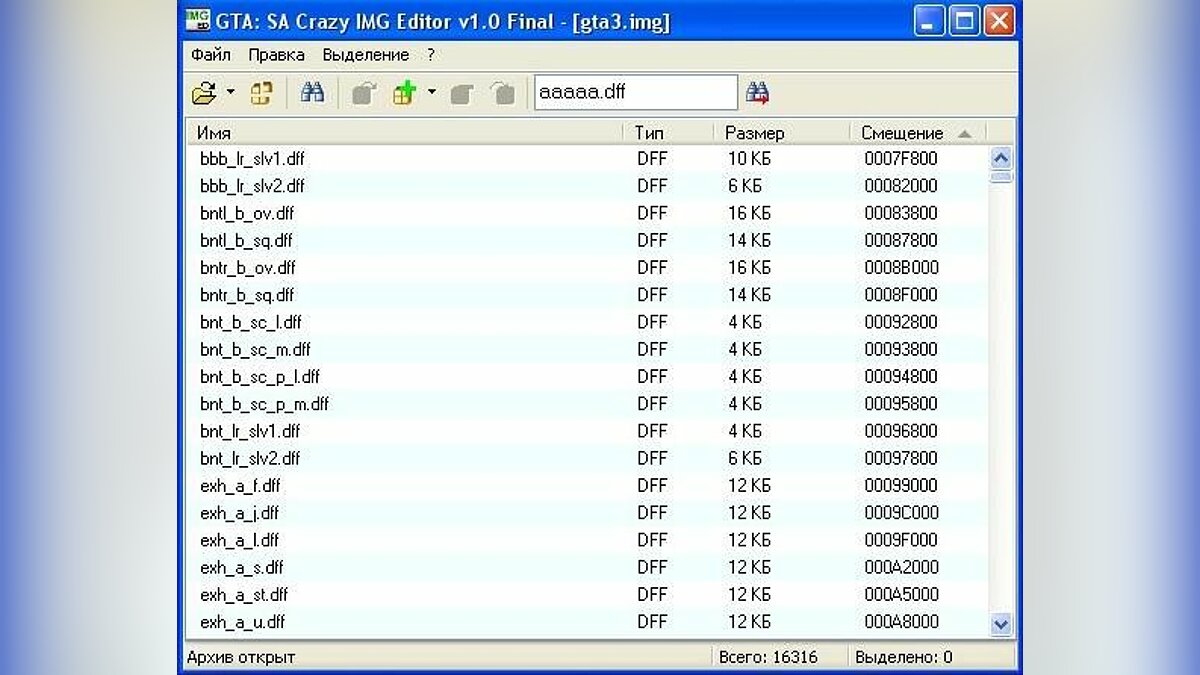 IMG ED GTA: SA Crazy IMG Editor v1.0 Final - [gta3.img]
Файл Правка Выделение ?
aaaaa.dff
Имя Тип Размер Смещение
bbb_lr_slv1.dff DFF 10 КБ 0007F800
bbb_lr_slv2.dff DFF 6 КБ 00082000
bntl_b_ov.dff DFF 16 КБ 00083800
bntl_b_sq.dff DFF 14 КБ 00087800
bntr_b_ov.dff DFF 16 КБ 0008B000
bntr_b_sq.dff DFF 14 КБ 0008F000
bnt_b_sc_l.dff DFF 4 КБ 00092800
bnt_b_sc_m.dff DFF 4 КБ 00093800
bnt_b_sc_p_l.dff DFF 4 КБ 00094800
bnt_b_sc_p_m.dff DFF 4 КБ 00095800
bnt_lr_slv1.dff DFF 4 КБ 00096800
bnt_lr_slv2.dff DFF 6 КБ 00097800
exh_a_f.dff DFF 12 КБ 00099000
exh_a_j.dff DFF 12 КБ 0009C000
exh_a_l.dff DFF 12 КБ 0009F000
exh_a_s.dff DFF 12 КБ 000A2000
exh_a_st.dff DFF 12 КБ 000A5000
exh_a_u.dff DFF 12 КБ 000A8000
Архив открыт Всего: 16316 Выделено: 0